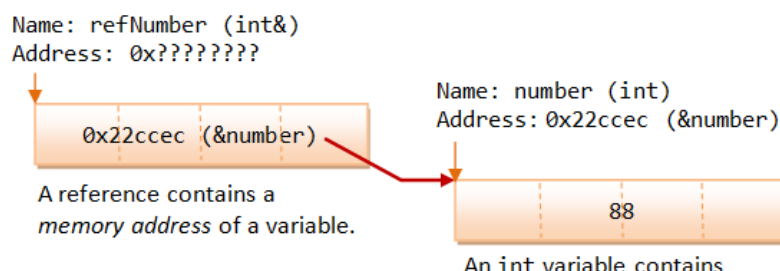 Name: refNumber (int&)
Address: 0x????????
0x22ccec (&number)
A reference contains a
memory address of a variable.
Name: number (int)
Address: 0x22ccec (&number)
88
An int variable contains